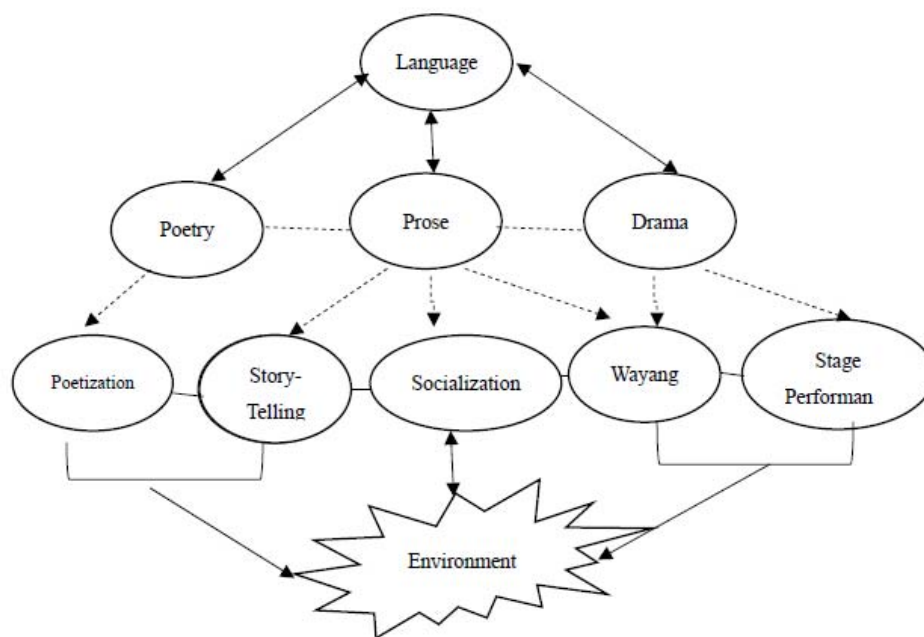 Language
Poetry
Prose
Drama
Poetization
Story-
Telling
Socialization
Wayang
Stage
Performan
Environment